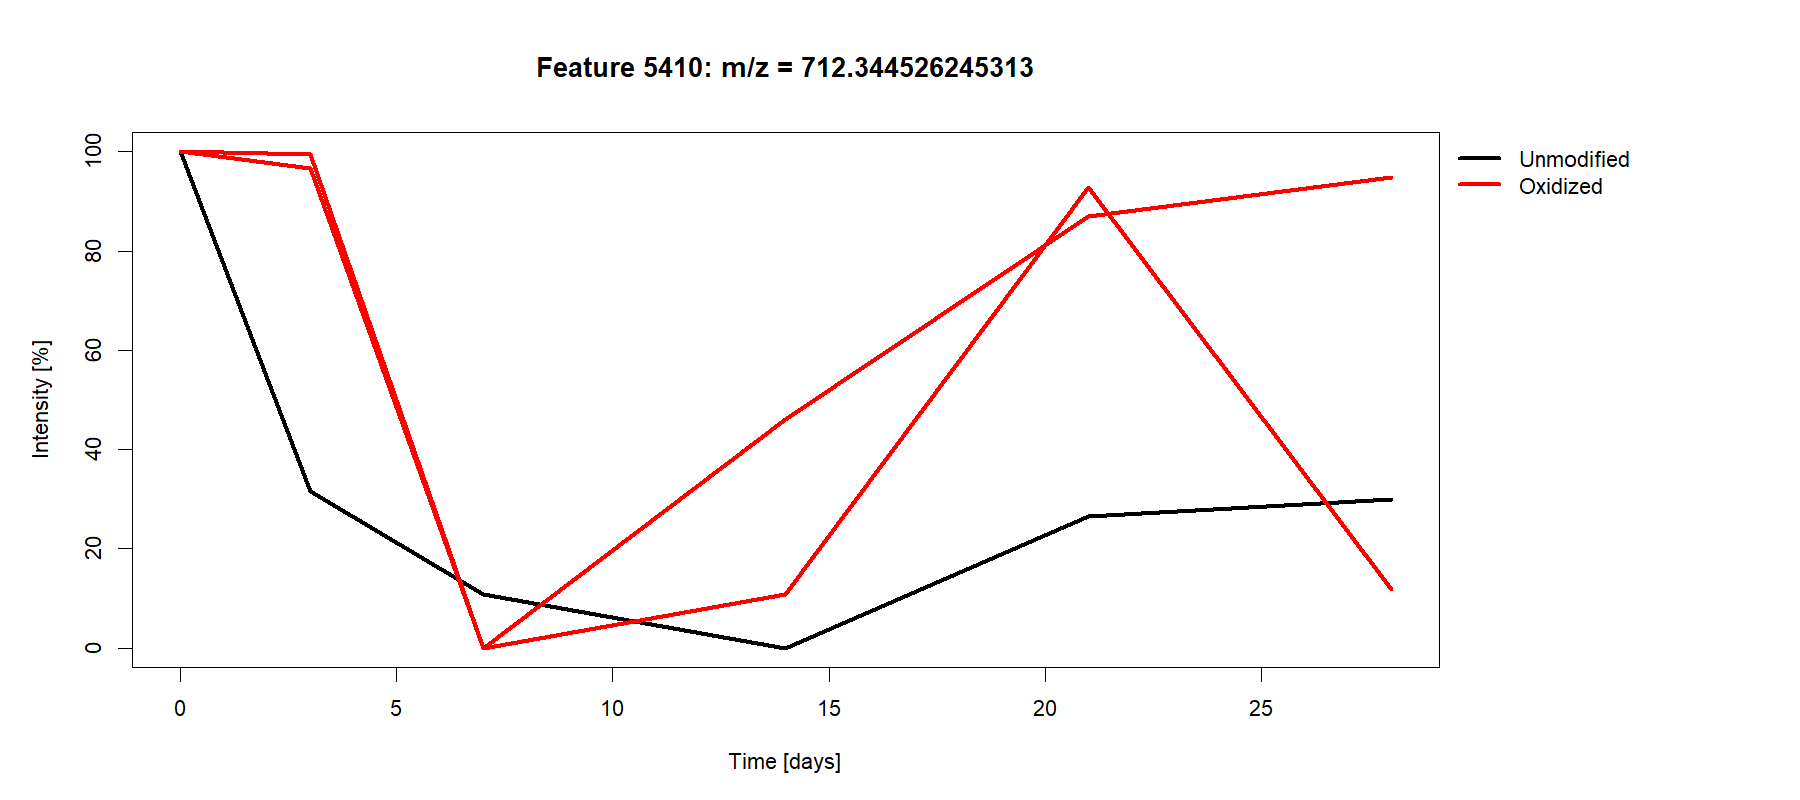 Feature 5410: m/z = 712.344526245313
Unmodified
Oxidized
100
80
60
40
20
0
Intensity [%]
0 5 10 15 20 25
Time [days]